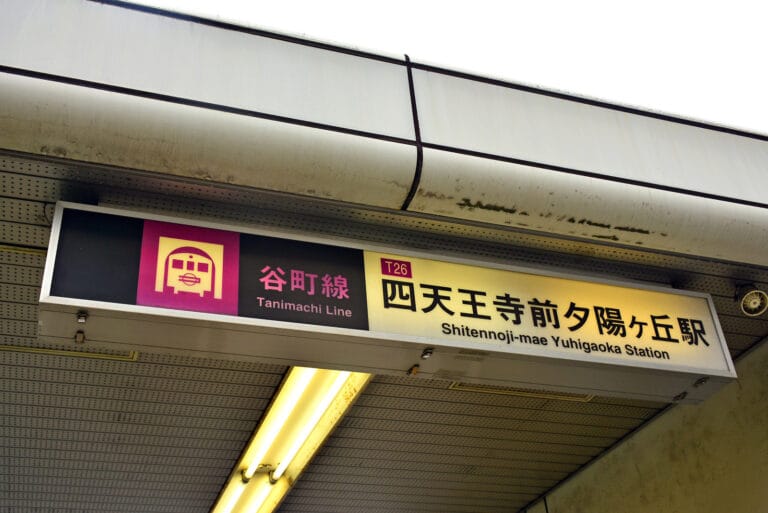 谷町線
Tanimachi Line
T26
四天王寺前夕陽ヶ丘駅
Shitennoji-mae Yuhigaoka Station